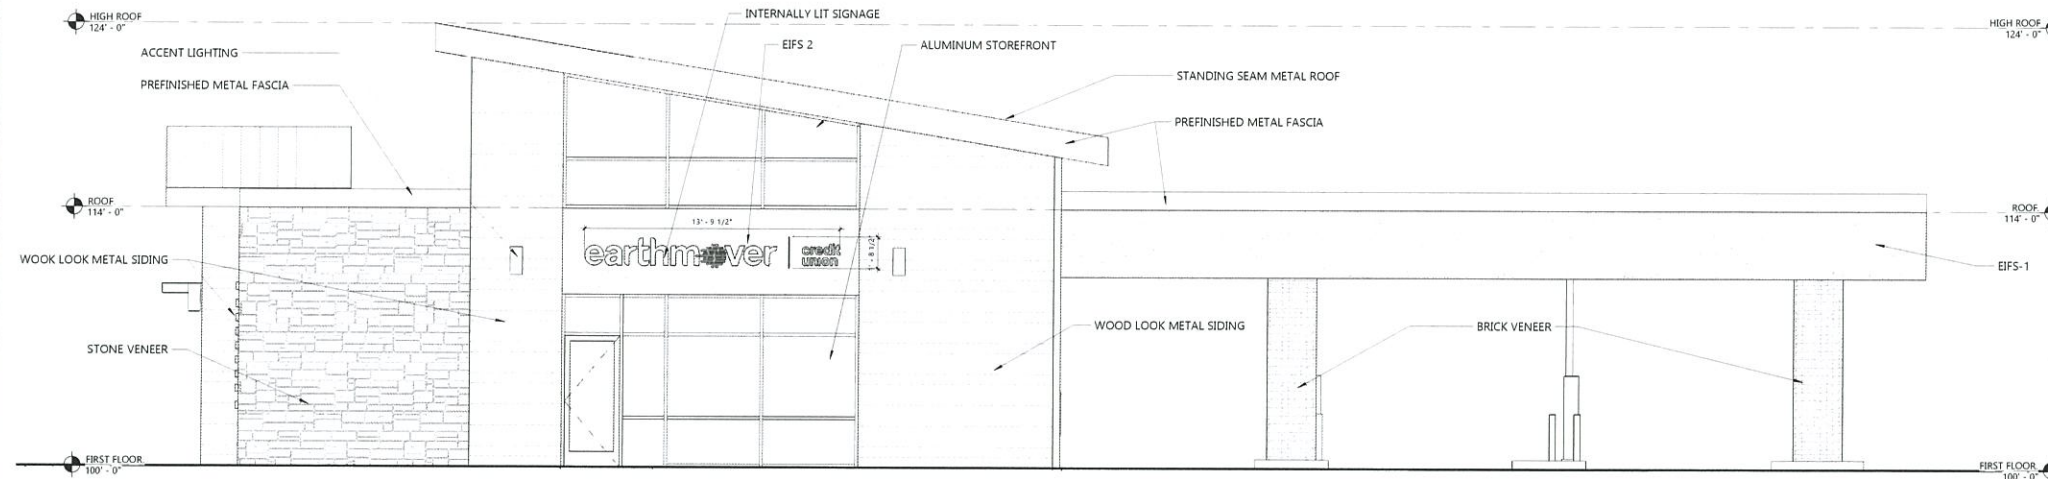 HIGH ROOF
124' - 0"
INTERNALLY LIT SIGNAGE
HIGH ROOF
124' - 0"
ACCENT LIGHTING
EIFS 2
ALUMINUM STOREFRONT
PREFINISHED METAL FASCIA
STANDING SEAM METAL ROOF
PREFINISHED METAL FASCIA
ROOF
114' - 0"
ROOF
114' - 0"
13' - 9 1/2"
earthmover
credit
union
8 1/2"
WOOK LOOK METAL SIDING
EIFS-1
WOOD LOOK METAL SIDING
BRICK VENEER
STONE VENEER
FIRST FLOOR
100' - 0"
FIRST FLOOR
100' - 0"